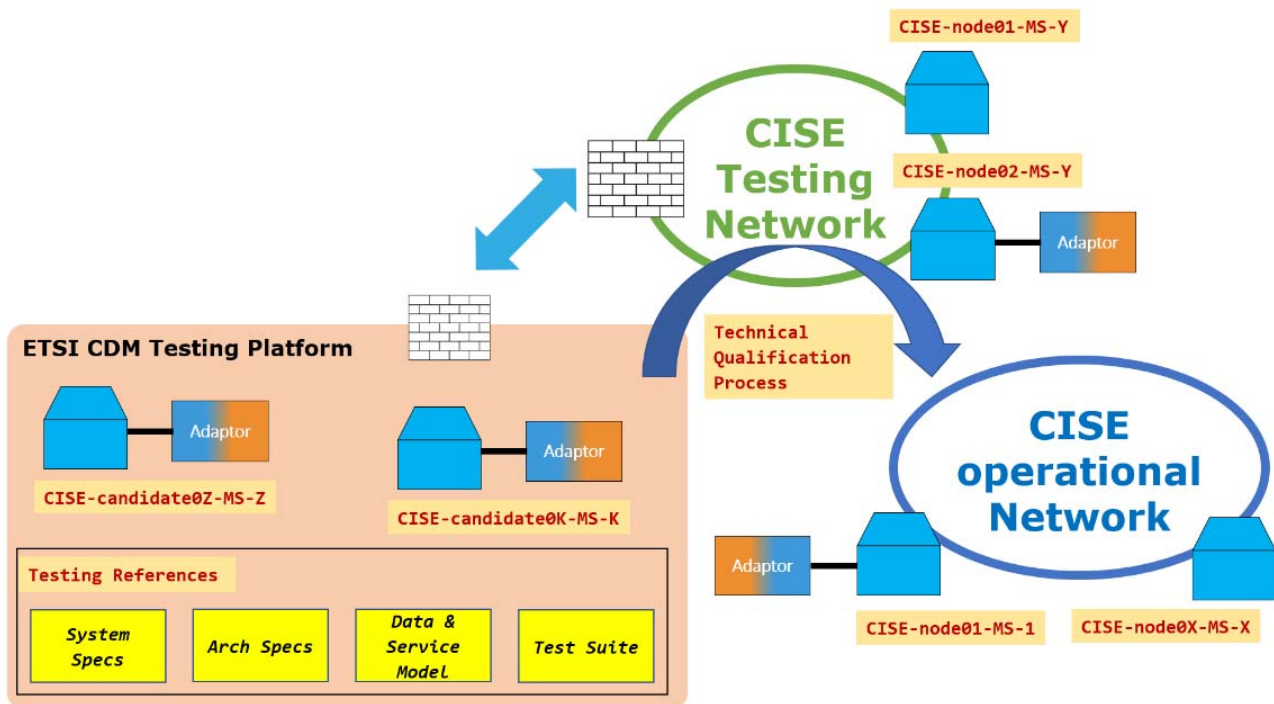 CISE-node01-MS-Y
CISE
Testing
Network
CISE-node02-MS-Y
Adaptor
ETSI CDM Testing Platform
Technical
Qualification
Process
Adaptor
CISE-candidate0Z-MS-Z
Adaptor
CISE-candidate0K-MS-K
CISE
operational
Network
Adaptor
CISE-node01-MS-1
CISE-node0X-MS-X
Testing References
System
Specs
Arch Specs
Data &
Service
Model
Test Suite